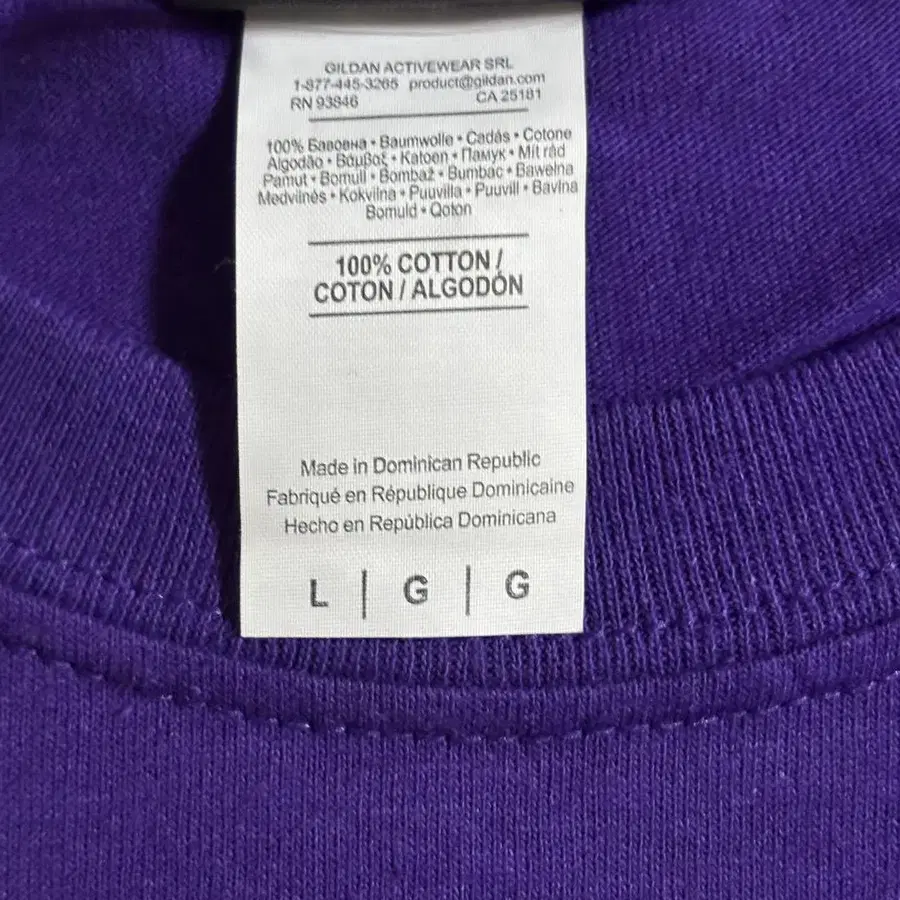 GILDAN ACTIVEWEAR SRL
1-877-445-3265 product@gildan.com
RN 93846 CA 25181
100% Бавовна • Baumwolle • Cadás • Cotone
Algodão • Βάμβαξ • Katoen • Памук • Mít rád
Pamut • Bomull • Bombaž • Bumbac • Bawełna
Medvilnės • Kokvilna • Puuvilla • Puuvill • Bavlna
Bomuld • Qoton
100% COTTON /
COTON / ALGODÓN
Made in Dominican Republic
Fabriqué en République Dominicaine
Hecho en República Dominicana
L | G | G